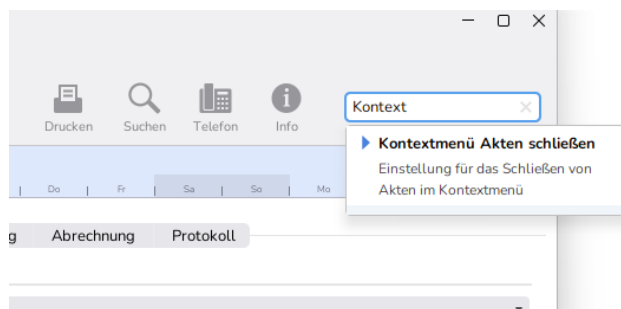 Kontext
Drucken Suchen Telefon Info
Kontextmenü Akten schließen
Einstellung für das Schließen von
Akten im Kontextmenü
Do Fr Sa So Mo
g Abrechnung Protokoll